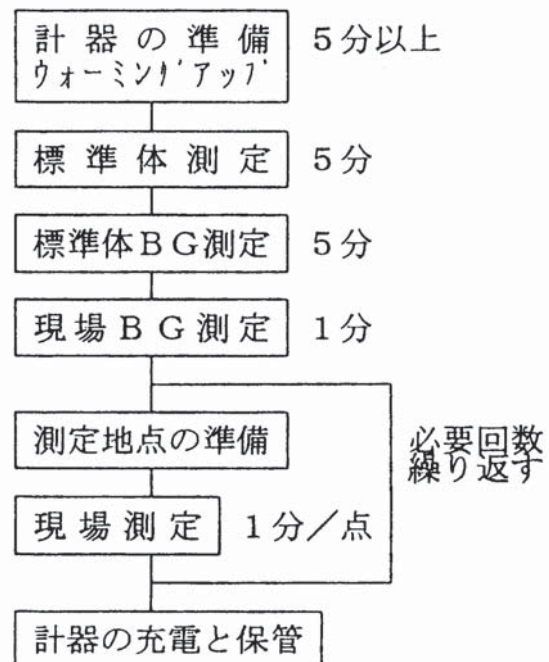 計器の準備 5分以上
ウォーミングアップ
標準体測定 5分
標準体BG測定 5分
現場BG測定 1分
測定地点の準備
必要回数
繰り返す
現場測定 1分/点
計器の充電と保管